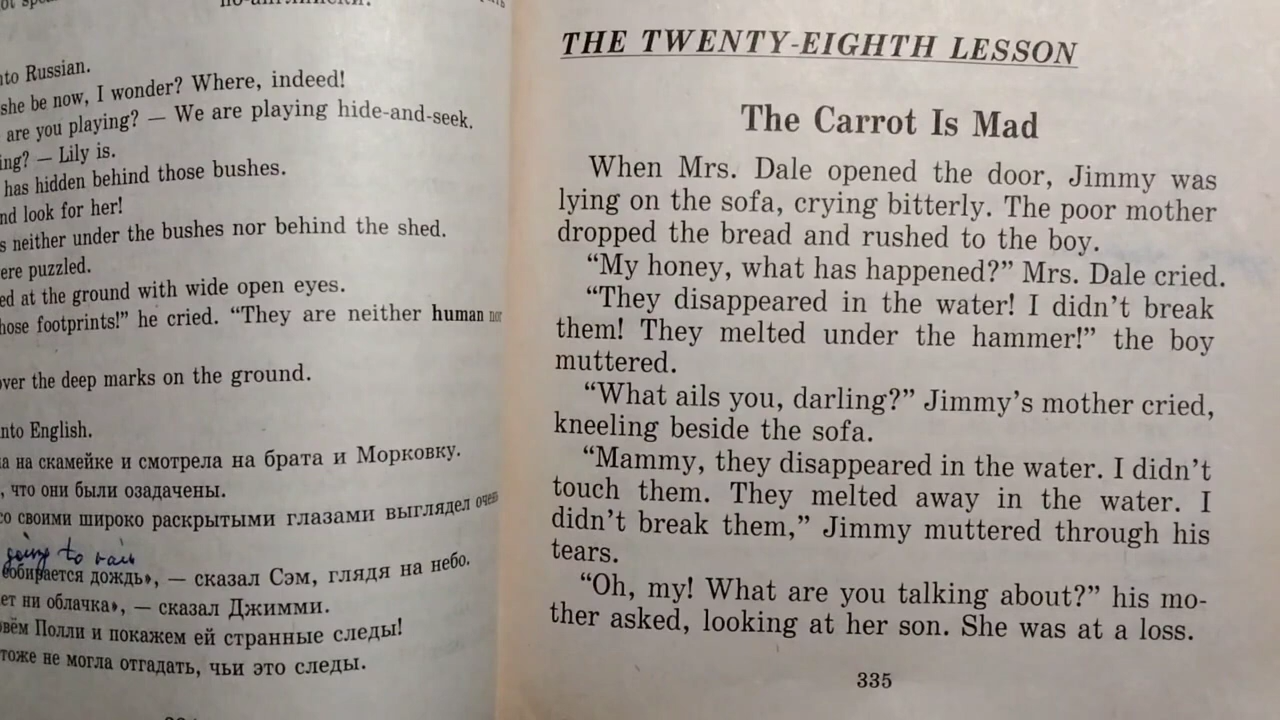 по-английски.
nto Russian.
she be now, I wonder? Where, indeed!
are you playing? — We are playing hide-and-seek.
ing? — Lily is.
has hidden behind those bushes.
nd look for her!
s neither under the bushes nor behind the shed.
ere puzzled.
ed at the ground with wide open eyes.
hose footprints!” he cried. “They are neither human nor
over the deep marks on the ground.
nto English.
а на скамейке и смотрела на брата и Морковку.
, что они были озадачены.
со своими широко раскрытыми глазами выглядел очень
going to rain
собирается дождь», — сказал Сэм, глядя на небо.
ет ни облачка», — сказал Джимми.
овём Полли и покажем ей странные следы!
тоже не могла отгадать, чьи это следы.
THE TWENTY-EIGHTH LESSON
The Carrot Is Mad
When Mrs. Dale opened the door, Jimmy was
lying on the sofa, crying bitterly. The poor mother
dropped the bread and rushed to the boy.
“My honey, what has happened?” Mrs. Dale cried.
“They disappeared in the water! I didn’t break
them! They melted under the hammer!” the boy
muttered.
“What ails you, darling?” Jimmy’s mother cried,
kneeling beside the sofa.
“Mammy, they disappeared in the water. I didn’t
touch them. They melted away in the water. I
didn’t break them,” Jimmy muttered through his
tears.
“Oh, my! What are you talking about?” his mo-
ther asked, looking at her son. She was at a loss.
335